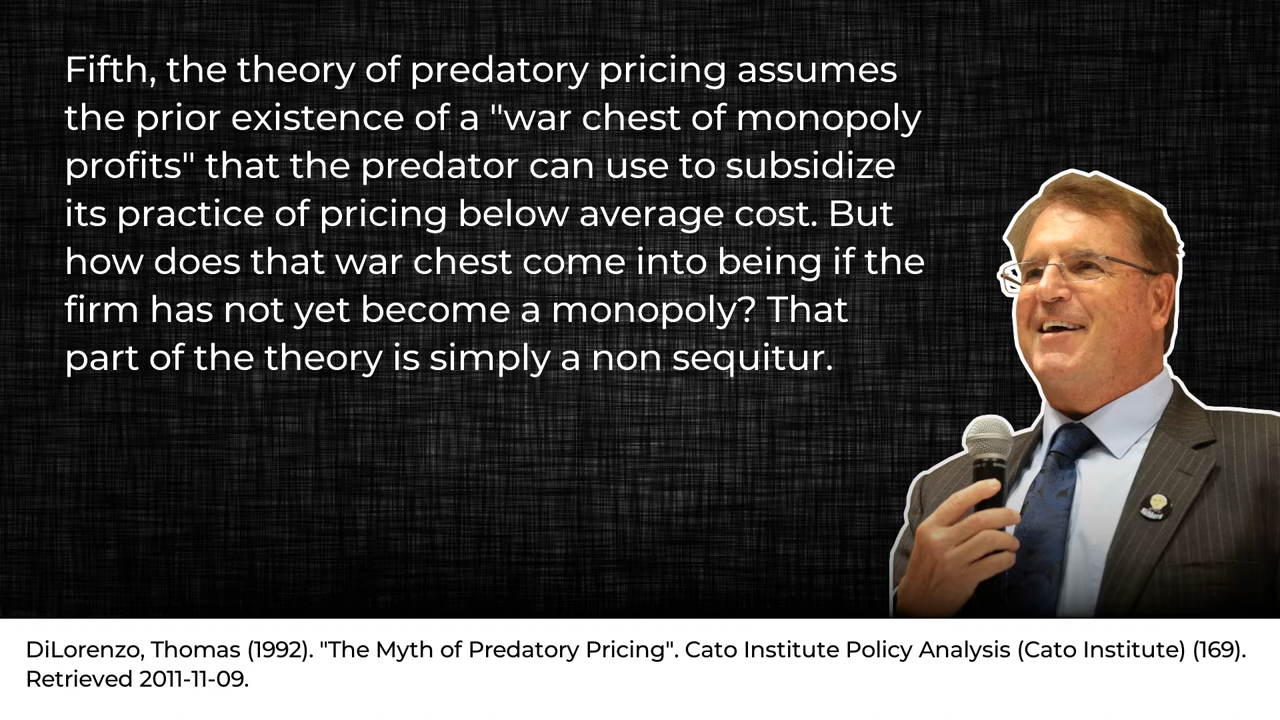 Fifth, the theory of predatory pricing assumes
the prior existence of a "war chest of monopoly
profits" that the predator can use to subsidize
its practice of pricing below average cost. But
how does that war chest come into being if the
firm has not yet become a monopoly? That
part of the theory is simply a non sequitur.
DiLorenzo, Thomas (1992). "The Myth of Predatory Pricing". Cato Institute Policy Analysis (Cato Institute) (169).
Retrieved 2011-11-09.